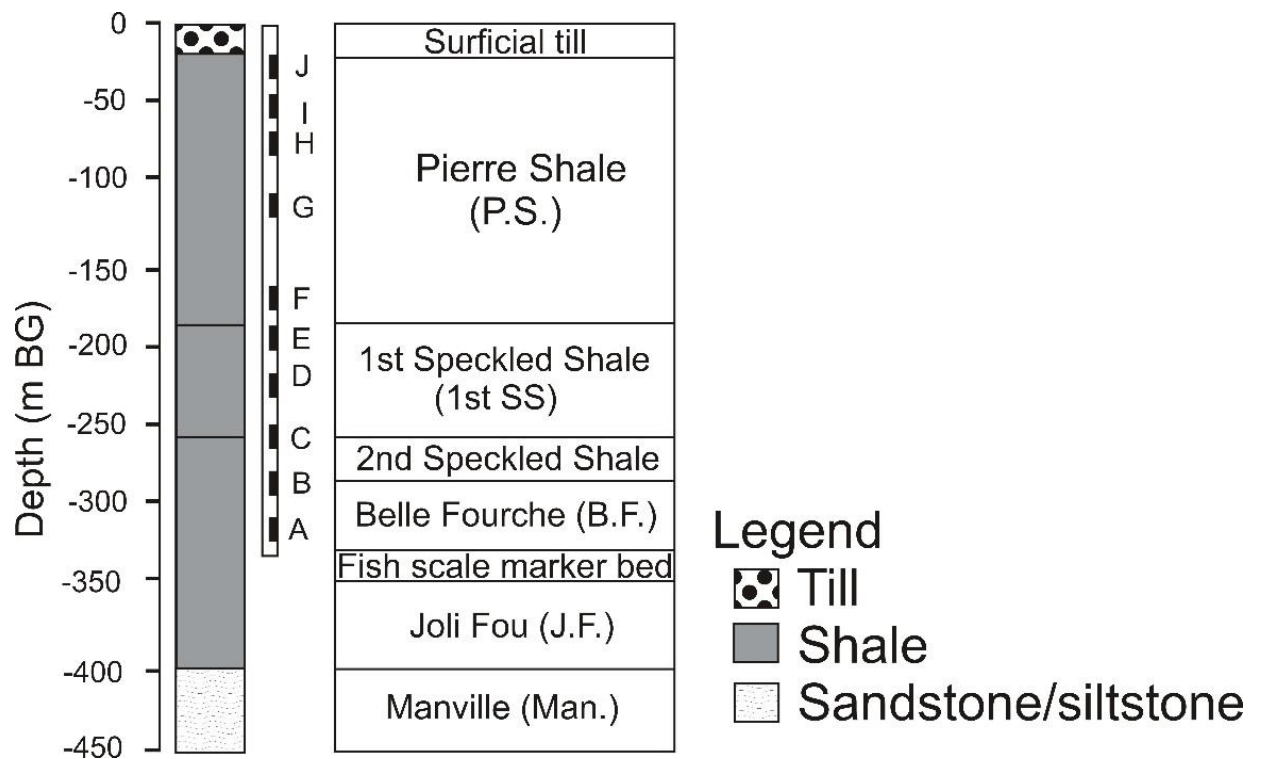 0
-50
-100
-150
-200
-250
-300
-350
-400
-450
Depth (m BG)
J
I
H
G
F
E
D
C
B
A
Surficial till
Pierre Shale
(P.S.)
1st Speckled Shale
(1st SS)
2nd Speckled Shale
Belle Fourche (B.F.)
Fish scale marker bed
Joli Fou (J.F.)
Manville (Man.)
Legend
Till
Shale
Sandstone/siltstone